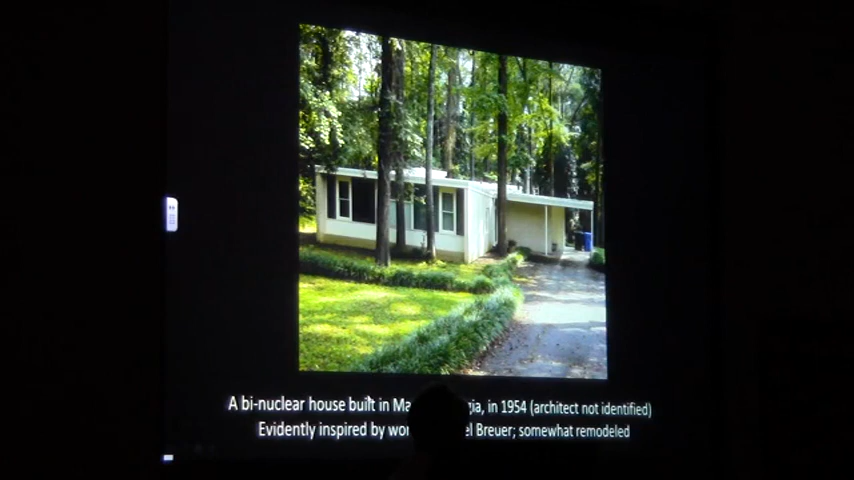 A bi-nuclear house built in Ma gia, in 1954 (architect not identified)
Evidently inspired by wor el Breuer; somewhat remodeled